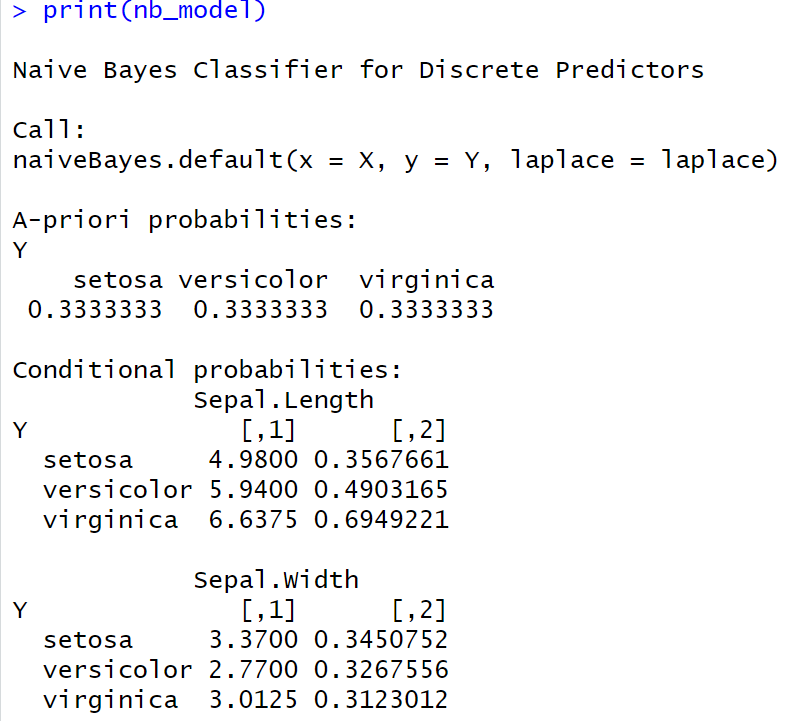 > print(nb_model)
Naive Bayes Classifier for Discrete Predictors
Call:
naiveBayes.default(x = X, y = Y, laplace = laplace)
A-priori probabilities:
Y
setosa versicolor virginica
0.3333333 0.3333333 0.3333333
Conditional probabilities:
Sepal.Length
Y [,1] [,2]
setosa 4.9800 0.3567661
versicolor 5.9400 0.4903165
virginica 6.6375 0.6949221
Sepal.Width
Y [,1] [,2]
setosa 3.3700 0.3450752
versicolor 2.7700 0.3267556
virginica 3.0125 0.3123012